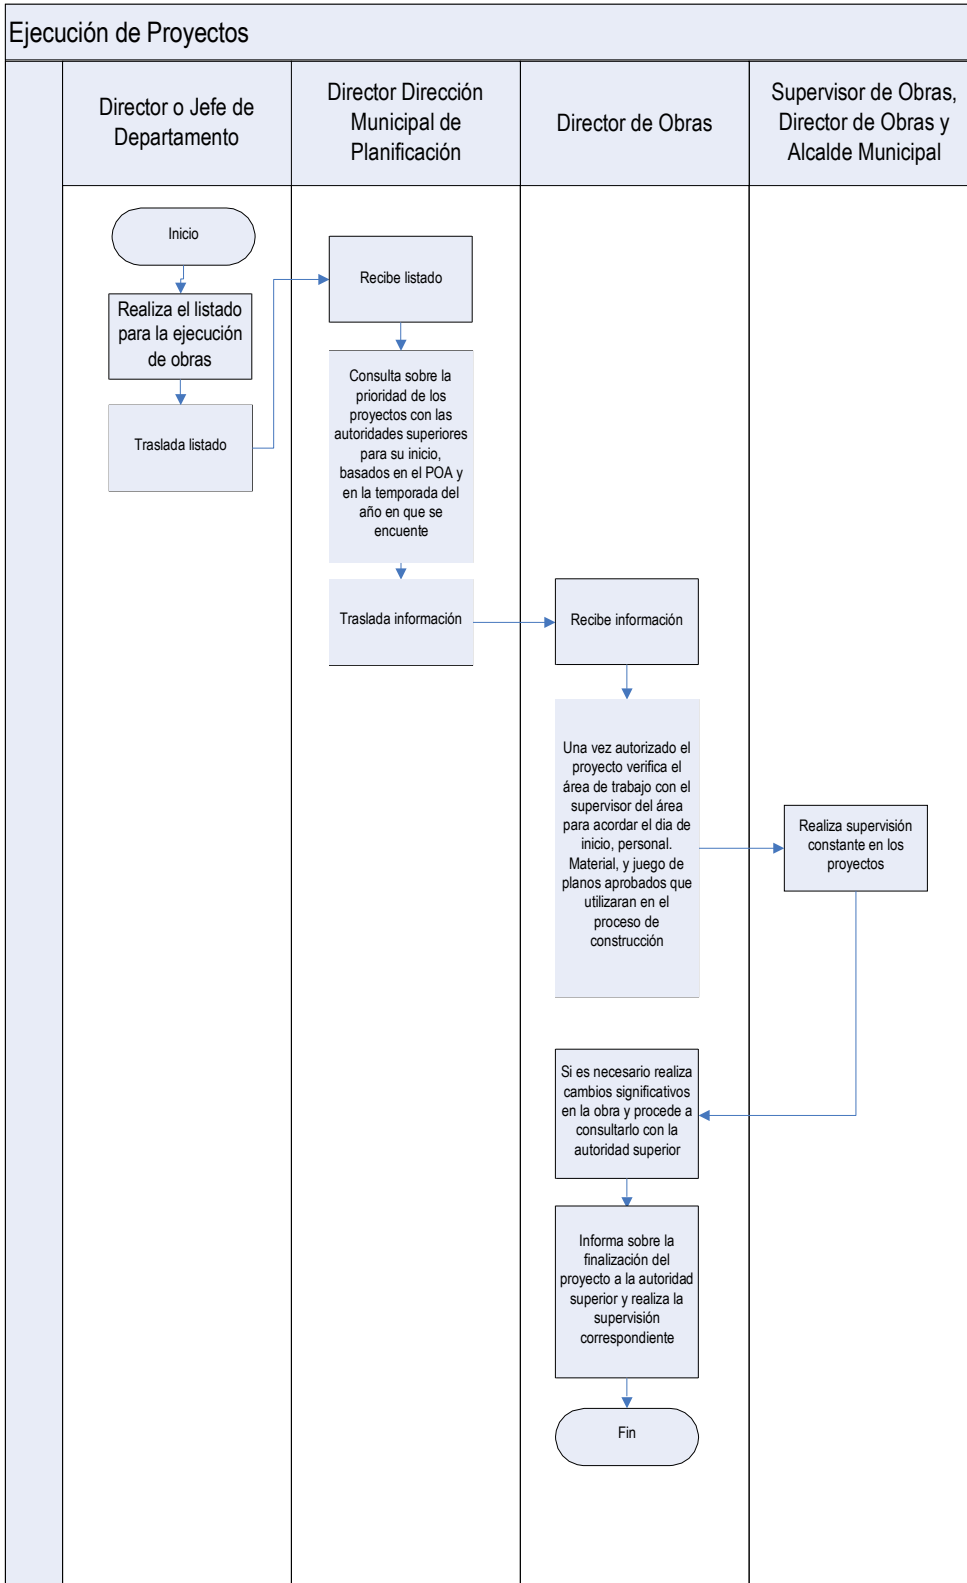 Ejecución de Proyectos
Director o Jefe de
Departamento
Director Dirección
Municipal de
Planificación
Director de Obras
Supervisor de Obras,
Director de Obras y
Alcalde Municipal
Inicio
Realiza el listado
para la ejecución
de obras
Traslada listado
Recibe listado
Consulta sobre la
prioridad de los
proyectos con las
autoridades superiores
para su inicio,
basados en el POA y
en la temporada del
año en que se
encuente
Traslada información
Recibe información
Una vez autorizado el
proyecto verifica el
área de trabajo con el
supervisor del área
para acordar el dia de
inicio, personal.
Material, y juego de
planos aprobados que
utilizaran en el
proceso de
construcción
Realiza supervisión
constante en los
proyectos
Si es necesario realiza
cambios significativos
en la obra y procede a
consultarlo con la
autoridad superior
Informa sobre la
finalización del
proyecto a la autoridad
superior y realiza la
supervisión
correspondiente
Fin